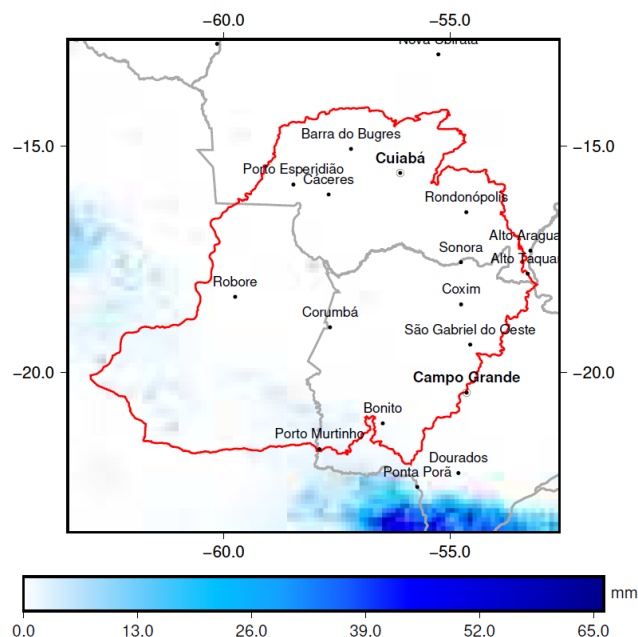 −60.0 −55.0
Nova Ubiratã
−15.0 −15.0
Barra do Bugres
Cuiabá
Porto Esperidião
Cáceres
Rondonópolis
Alto Aragua
Sonora
Alto Taquar
Robore
Coxim
Corumbá
São Gabriel do Oeste
−20.0 −20.0
Campo Grande
Bonito
Porto Murtinho
Dourados
Ponta Porã
−60.0 −55.0
mm
0.0 13.0 26.0 39.0 52.0 65.0